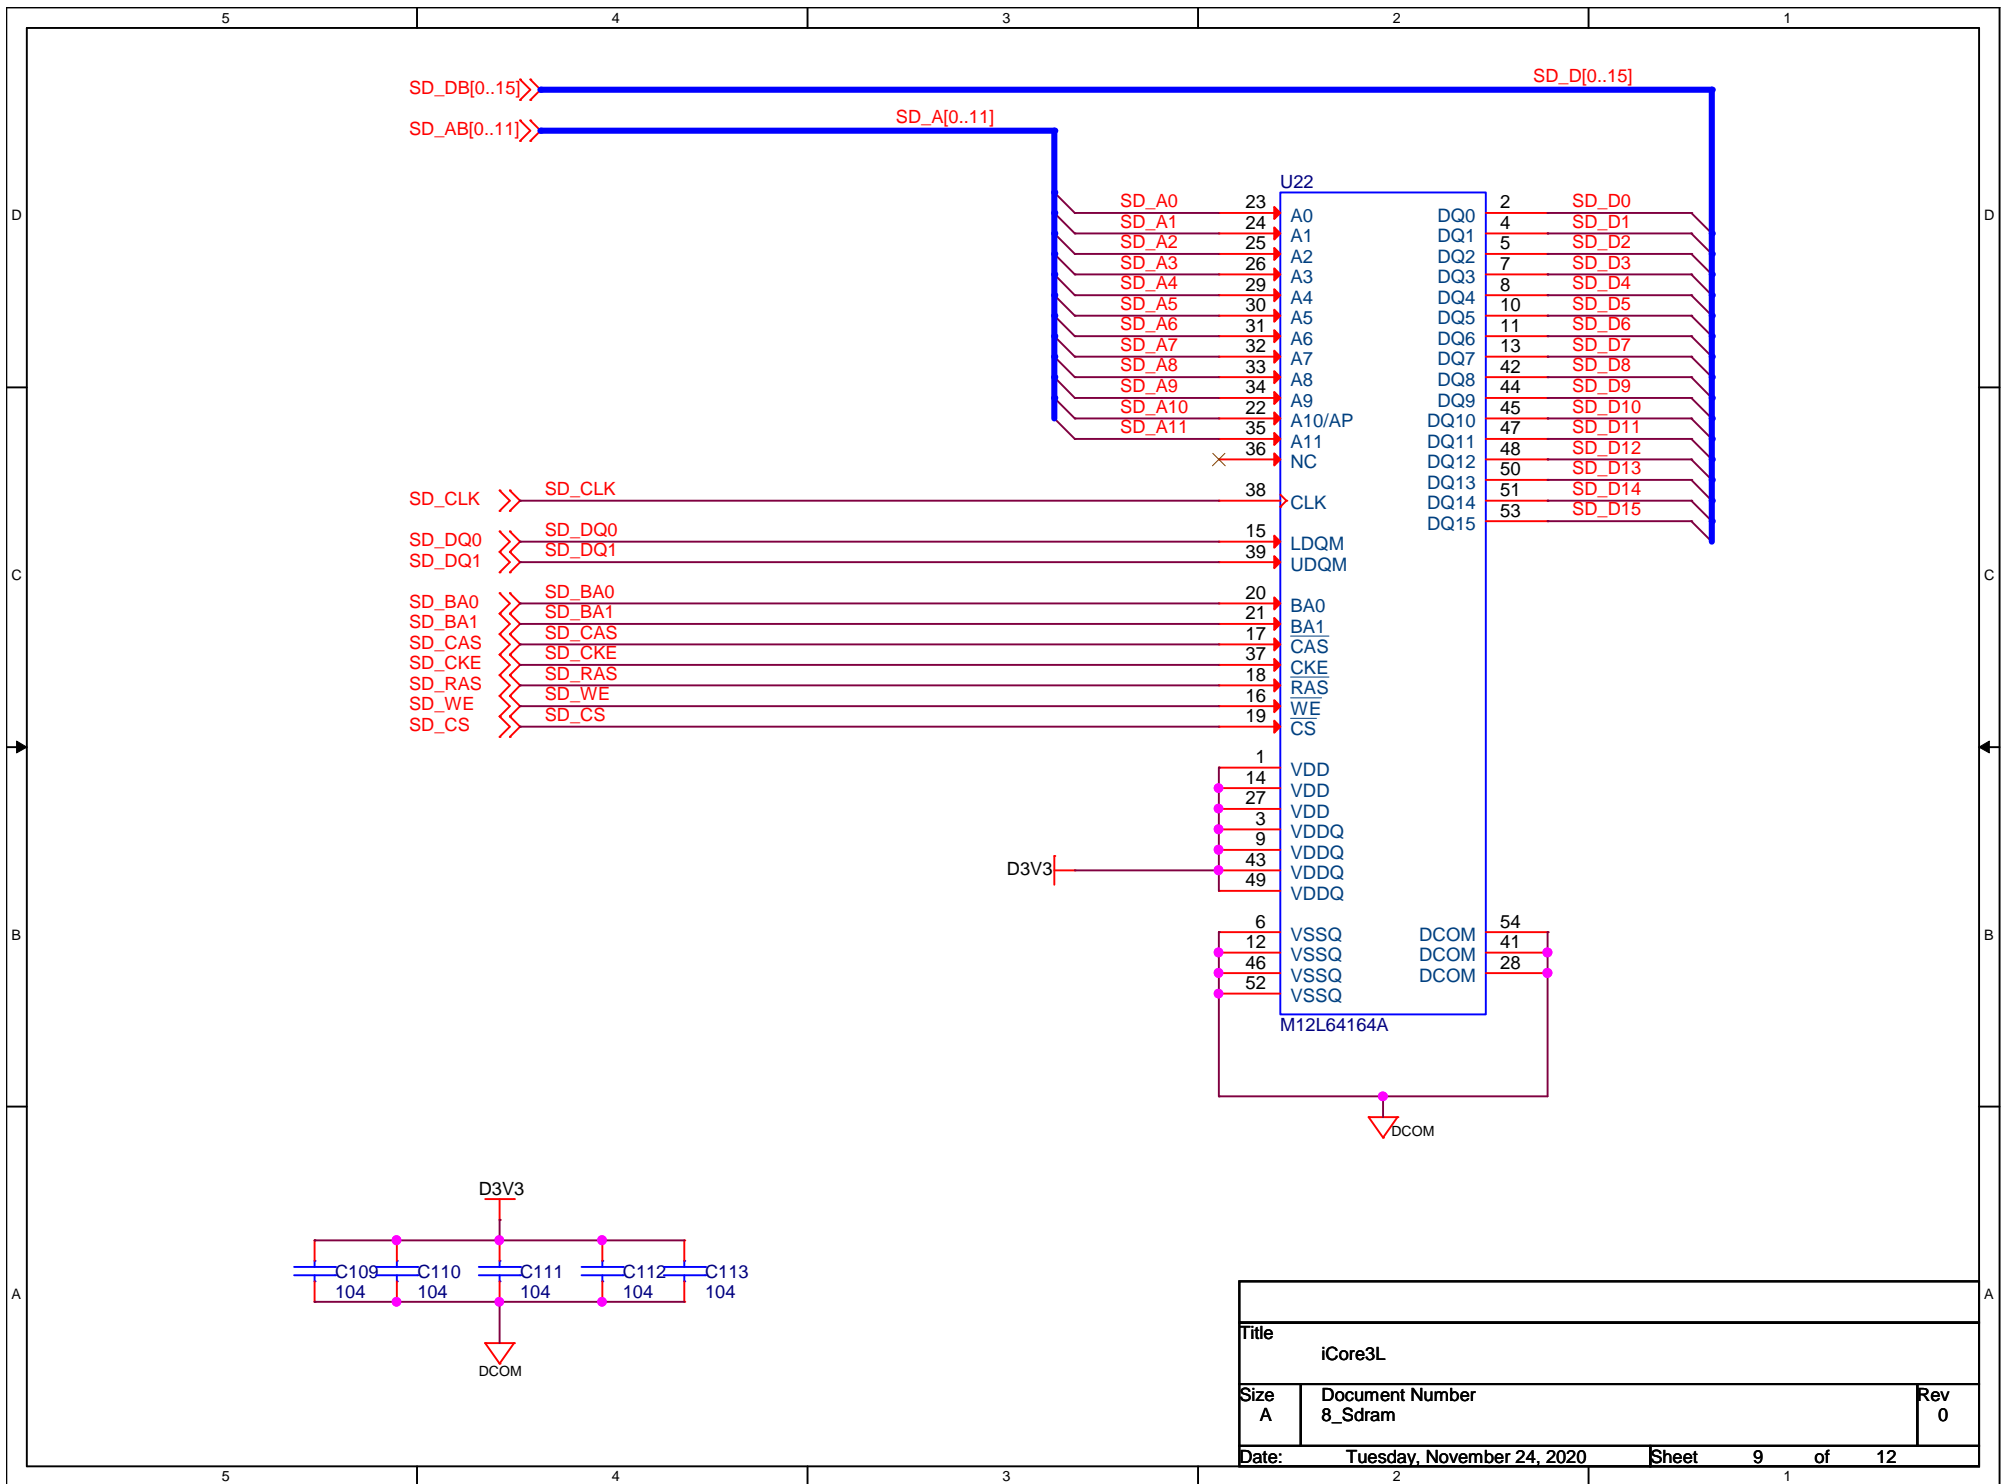 5 4 3 2 1
SD_DB[0..15] SD_D[0..15]
SD_AB[0..11] SD_A[0..11]
U22
D D
SD_A0 23 A0 DQ0 2 SD_D0
SD_A1 24 A1 DQ1 4 SD_D1
SD_A2 25 A2 DQ2 5 SD_D2
SD_A3 26 A3 DQ3 7 SD_D3
SD_A4 29 A4 DQ4 8 SD_D4
SD_A5 30 A5 DQ5 10 SD_D5
SD_A6 31 A6 DQ6 11 SD_D6
SD_A7 32 A7 DQ7 13 SD_D7
SD_A8 33 A8 DQ8 42 SD_D8
SD_A9 34 A9 DQ9 44 SD_D9
SD_A10 22 A10/AP DQ10 45 SD_D10
SD_A11 35 A11 DQ11 47 SD_D11
36 NC DQ12 48 SD_D12
DQ13 50 SD_D13
SD_CLK SD_CLK 38 CLK DQ14 51 SD_D14
DQ15 53 SD_D15
SD_DQ0 SD_DQ0 15 LDQM
SD_DQ1 SD_DQ1 39 UDQM
C C
SD_BA0 SD_BA0 20 BA0
SD_BA1 SD_BA1 21 BA1
SD_CAS SD_CAS 17 CAS
SD_CKE SD_CKE 37 CKE
SD_RAS SD_RAS 18 RAS
SD_WE SD_WE 16 WE
SD_CS SD_CS 19 CS
1 VDD
14 VDD
27 VDD
3 VDDQ
9 VDDQ
D3V3 43 VDDQ
49 VDDQ
B B
6 VSSQ DCOM 54
12 VSSQ DCOM 41
46 VSSQ DCOM 28
52 VSSQ
M12L64164A
DCOM
D3V3
C109 C110 C111 C112 C113
104 104 104 104 104
A A
DCOM
Title
iCore3L
Size Document Number Rev
A 8_Sdram 0
Date: Tuesday, November 24, 2020 Sheet 9 of 12
5 4 3 2 1